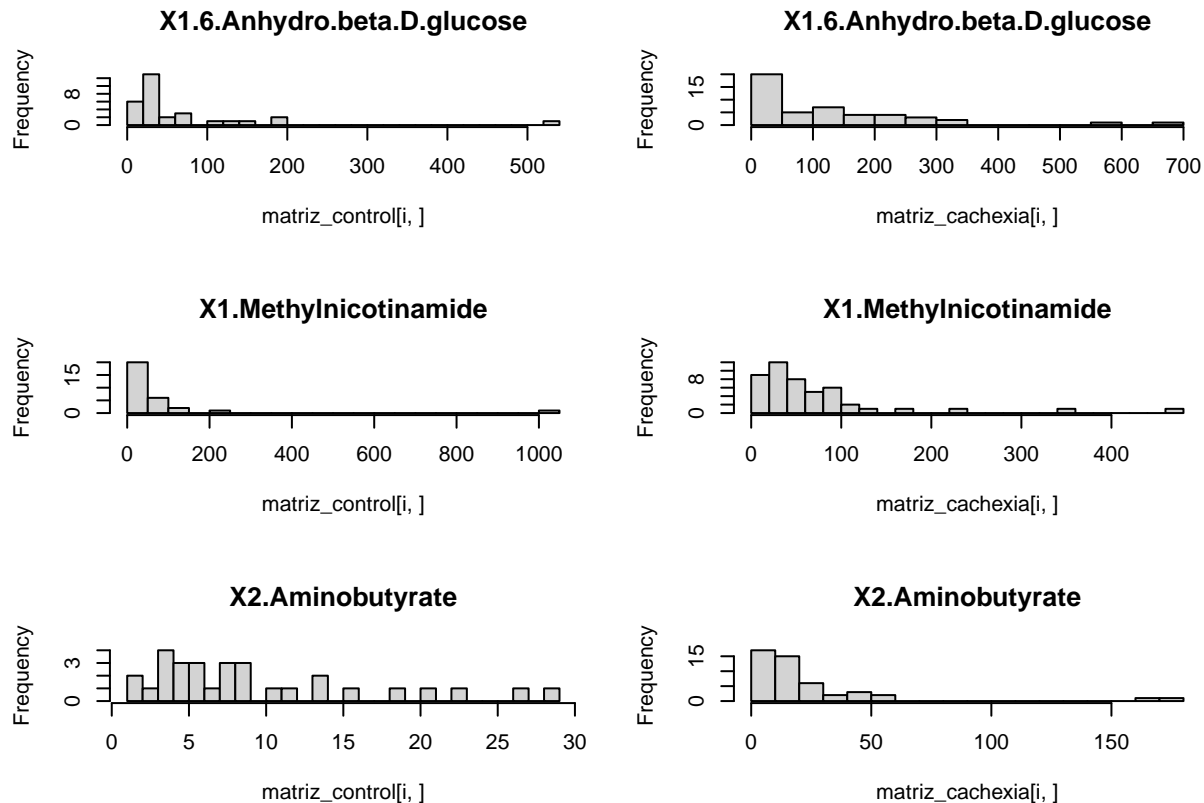 X1.6.Anhydro.beta.D.glucose
Frequency
0 8
0 100 200 300 400 500
matriz_control[i, ]
X1.6.Anhydro.beta.D.glucose
Frequency
0 15
0 100 200 300 400 500 600 700
matriz_cachexia[i, ]
X1.Methylnicotinamide
Frequency
0 15
0 200 400 600 800 1000
matriz_control[i, ]
X1.Methylnicotinamide
Frequency
0 8
0 100 200 300 400
matriz_cachexia[i, ]
X2.Aminobutyrate
Frequency
0 3
0 5 10 15 20 25 30
matriz_control[i, ]
X2.Aminobutyrate
Frequency
0 15
0 50 100 150
matriz_cachexia[i, ]